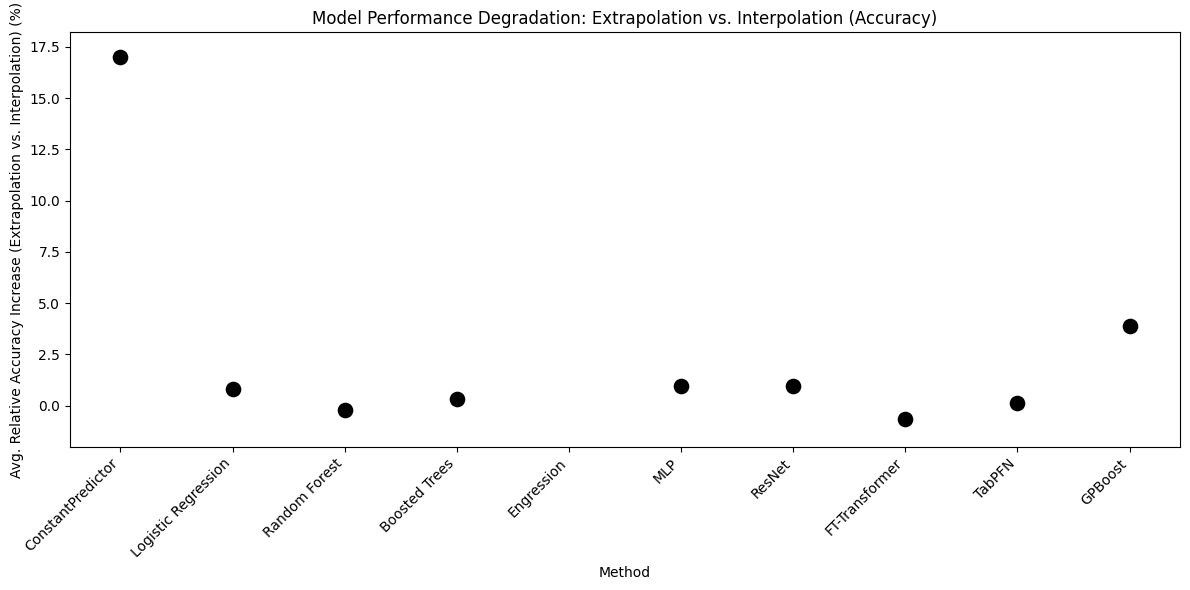 Model Performance Degradation: Extrapolation vs. Interpolation (Accuracy)
Avg. Relative Accuracy Increase (Extrapolation vs. Interpolation) (%)
17.5
15.0
12.5
10.0
7.5
5.0
2.5
0.0
ConstantPredictor
Logistic Regression
Random Forest
Boosted Trees
Engression
MLP
ResNet
FT-Transformer
TabPFN
GPBoost
Method